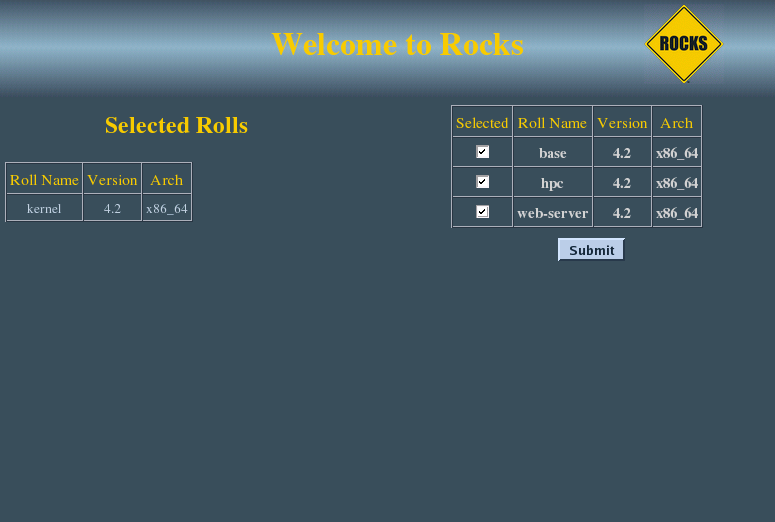 Welcome to Rocks
ROCKS
Selected Rolls
Roll Name Version Arch
kernel 4.2 x86_64
Selected Roll Name Version Arch
base 4.2 x86_64
hpc 4.2 x86_64
web-server 4.2 x86_64
Submit